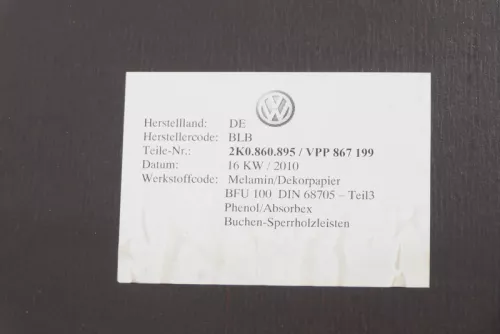 Herstellland: DE
Herstellercode: BLB
Teile-Nr.: 2K0.860.895 / VPP 867 199
Datum: 16 KW / 2010
Werkstoffcode: Melamin/Dekorpapier
BFU 100 DIN 68705 – Teil3
Phenol/Absorbex
Buchen-Sperrholzleisten